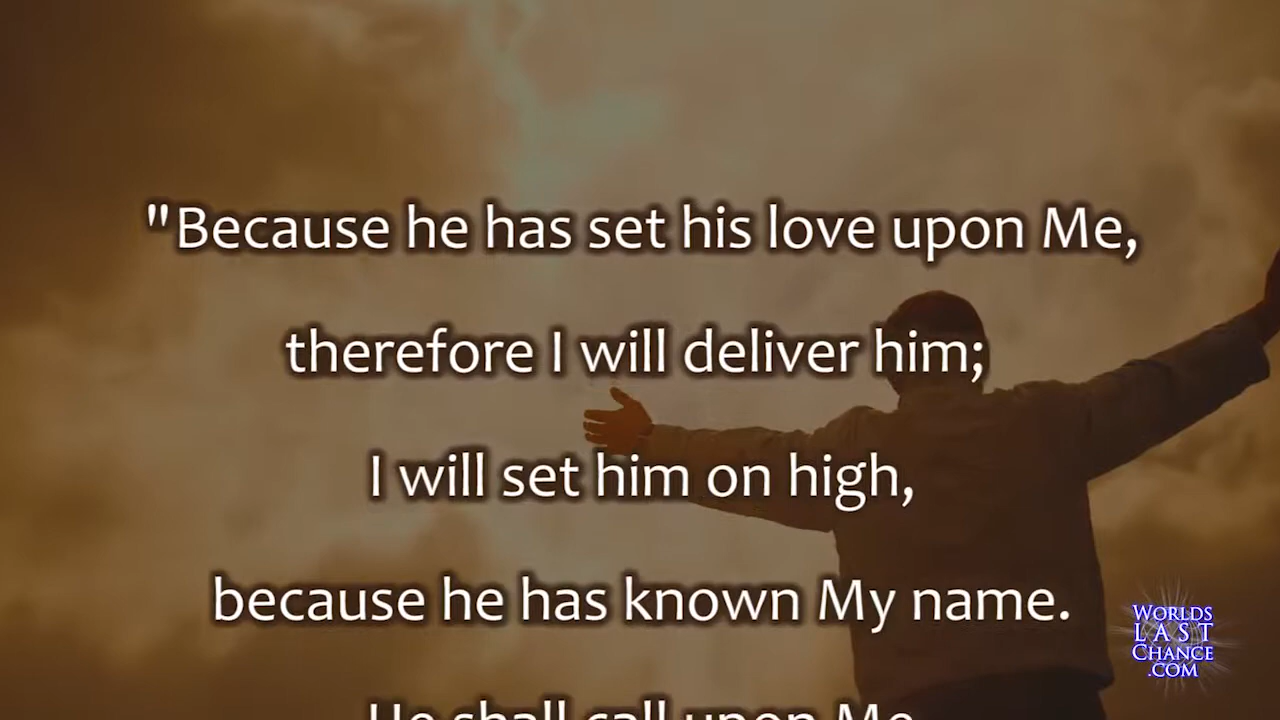 "Because he has set his love upon Me,
therefore I will deliver him;
I will set him on high,
because he has known My name.
He shall call upon Me
WORLDS
LAST
CHANCE
.COM